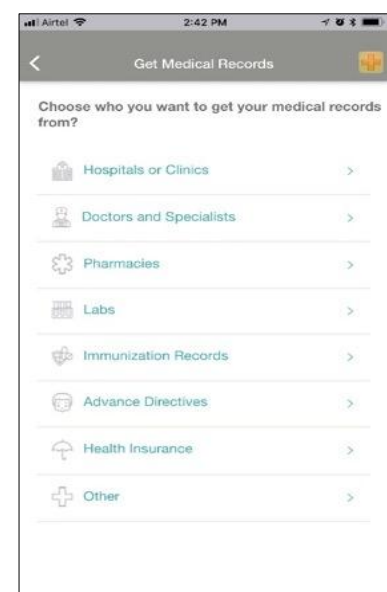 Airtel 2:42 PM
Get Medical Records
Choose who you want to get your medical records
from?
Hospitals or Clinics
Doctors and Specialists
Pharmacies
Labs
Immunization Records
Advance Directives
Health Insurance
Other